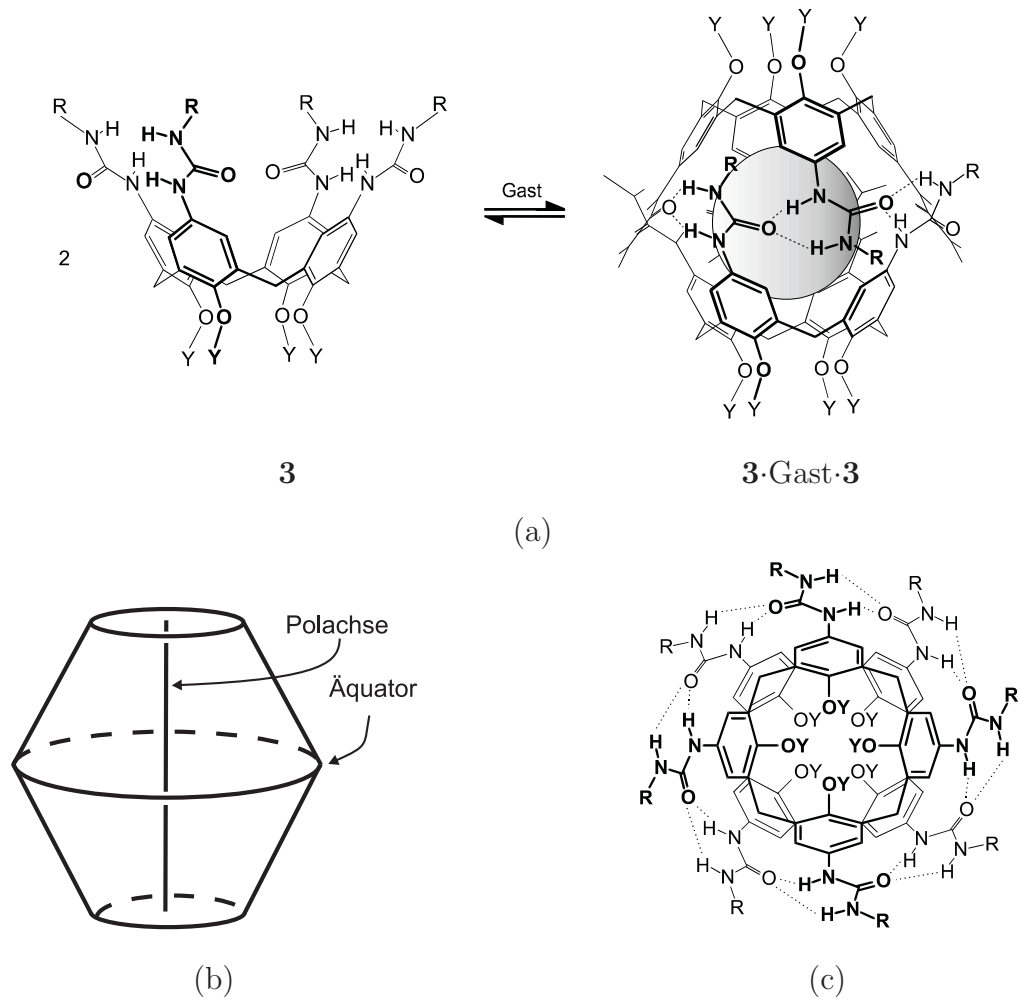 Y Y Y
O O O
R R R R
N H H N N H H N
O H N H N O O H N H N O
2
O O O O
Y Y Y Y
Gast
R H N H N O H N O H N R
O H N O H N R H N O
O O O O
Y Y Y Y
3
3·Gast·3
(a)
Polachse
Äquator
(b)
R N H R
O N H O N H
H N H N N H
R O OY OY OY O R
H H N OY YO N N H
N H
R O OY OY OY O
H N N H
H N O H N O H N R
R H N R
(c)